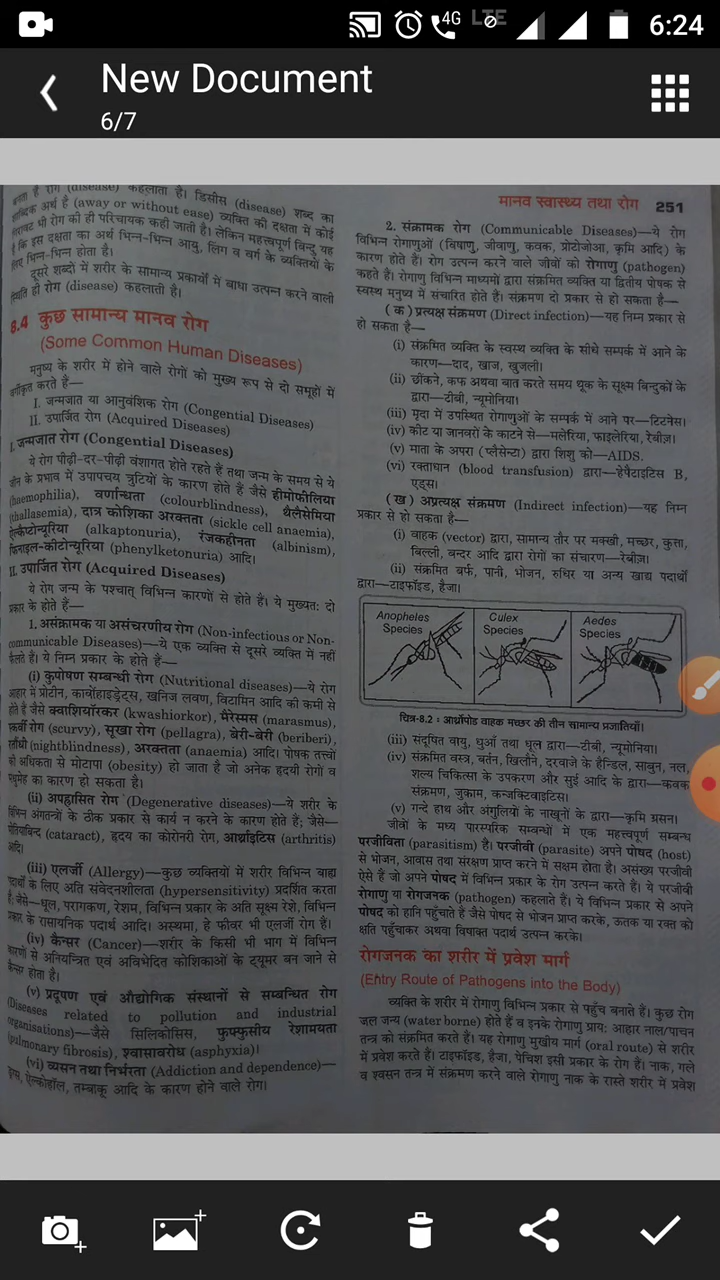 4G
LTE
6:24
New Document
6/7
रोग (disease) कहलाता है। डिसीस (disease) शब्द का
अर्थ है (away or without ease) व्यक्ति की दक्षता में कोई
भी रोग की ही परिचायक कही जाती है। लेकिन महत्त्वपूर्ण बिन्दु यह
है कि इस दक्षता का अर्थ भिन्न-भिन्न आयु, लिंग व वर्ग के व्यक्तियों के
लिए भिन्न-भिन्न होता है।
दूसरे शब्दों में शरीर के सामान्य प्रकार्यों में बाधा उत्पन्न करने वाली
स्थिति ही रोग (disease) कहलाती है।
8.4 कुछ सामान्य मानव रोग
(Some Common Human Diseases)
मनुष्य के शरीर में होने वाले रोगों को मुख्य रूप से दो समूहों में
वर्गीकृत करते हैं—
I. जन्मजात या आनुवंशिक रोग (Congential Diseases)
II. उपार्जित रोग (Acquired Diseases)
I. जन्मजात रोग (Congential Diseases)
ये रोग पीढ़ी-दर-पीढ़ी वंशागत होते रहते हैं तथा जन्म के समय से ये
जीन के प्रभाव में उपापचय त्रुटियों के कारण होते हैं जैसे हीमोफीलिया
(haemophilia), वर्णान्धता (colourblindness), थैलैसेमिया
(thallasemia), दात्र कोशिका अरक्तता (sickle cell anaemia),
ऐल्केप्टोन्यूरिया (alkaptonuria), रंजकहीनता (albinism),
फिनाइल-कीटोन्यूरिया (phenylketonuria) आदि।
II. उपार्जित रोग (Acquired Diseases)
ये रोग जन्म के पश्चात् विभिन्न कारणों से होते हैं। ये मुख्यतः दो
प्रकार के होते हैं—
1. असंक्रामक या असंचरणीय रोग (Non-infectious or Non-
communicable Diseases)—ये एक व्यक्ति से दूसरे व्यक्ति में नहीं
फैलते हैं। ये निम्न प्रकार के होते हैं—
(i) कुपोषण सम्बन्धी रोग (Nutritional diseases)—ये रोग
आहार में प्रोटीन, कार्बोहाइड्रेट्स, खनिज लवण, विटामिन आदि की कमी से
होते हैं जैसे क्वाशियॉरकर (kwashiorkor), मैरेस्मस (marasmus),
स्कर्वी रोग (scurvy), सूखा रोग (pellagra), बेरी-बेरी (beriberi),
रतौंधी (nightblindness), अरक्तता (anaemia) आदि। पोषक तत्त्वों
की अधिकता से मोटापा (obesity) हो जाता है जो अनेक हृदयी रोगों व
मधुमेह का कारण हो सकता है।
(ii) अपह्रासित रोग (Degenerative diseases)—ये शरीर के
विभिन्न अंगतन्त्रों के ठीक प्रकार से कार्य न करने के कारण होते हैं; जैसे—
मोतियाबिन्द (cataract), हृदय का कोरोनरी रोग, आर्थ्राइटिस (arthritis)
आदि।
(iii) एलर्जी (Allergy)—कुछ व्यक्तियों में शरीर विभिन्न बाह्य
पदार्थों के लिए अति संवेदनशीलता (hypersensitivity) प्रदर्शित करता
है; जैसे—धूल, परागकण, रेशम, विभिन्न प्रकार के अति सूक्ष्म रेशे, विभिन्न
प्रकार के रासायनिक पदार्थ आदि। अस्थमा, हे फीवर भी एलर्जी रोग हैं।
(iv) कैन्सर (Cancer)—शरीर के किसी भी भाग में विभिन्न
कारणों से अनियन्त्रित एवं अविभेदित कोशिकाओं के ट्यूमर बन जाने से
कैन्सर होता है।
(v) प्रदूषण एवं औद्योगिक संस्थानों से सम्बन्धित रोग
(Diseases related to pollution and industrial
organisations)—जैसे सिलिकोसिस, फुफ्फुसीय रेशामयता
(pulmonary fibrosis), श्वासावरोध (asphyxia)।
(vi) व्यसन तथा निर्भरता (Addiction and dependence)—
ड्रग्स, ऐल्कोहॉल, तम्बाकू आदि के कारण होने वाले रोग।
मानव स्वास्थ्य तथा रोग 251
2. संक्रामक रोग (Communicable Diseases)—ये रोग
विभिन्न रोगाणुओं (विषाणु, जीवाणु, कवक, प्रोटोजोआ, कृमि आदि) के
कारण होते हैं। रोग उत्पन्न करने वाले जीवों को रोगाणु (pathogen)
कहते हैं। रोगाणु विभिन्न माध्यमों द्वारा संक्रमित व्यक्ति या द्वितीय पोषक से
स्वस्थ मनुष्य में संचारित होते हैं। संक्रमण दो प्रकार से हो सकता है—
(क) प्रत्यक्ष संक्रमण (Direct infection)—यह निम्न प्रकार से
हो सकता है—
(i) संक्रमित व्यक्ति के स्वस्थ व्यक्ति के सीधे सम्पर्क में आने के
कारण—दाद, खाज, खुजली।
(ii) छींकने, कफ अथवा बात करते समय थूक के सूक्ष्म बिन्दुकों के
द्वारा—टीबी, न्यूमोनिया।
(iii) मृदा में उपस्थित रोगाणुओं के सम्पर्क में आने पर—टिटनेस।
(iv) कीट या जानवरों के काटने से—मलेरिया, फाइलेरिया, रेबीज़।
(v) माता के अपरा (प्लैसेन्टा) द्वारा शिशु को—AIDS.
(vi) रक्ताधान (blood transfusion) द्वारा—हेपैटाइटिस B,
एड्स।
(ख) अप्रत्यक्ष संक्रमण (Indirect infection)—यह निम्न
प्रकार से हो सकता है—
(i) वाहक (vector) द्वारा, सामान्य तौर पर मक्खी, मच्छर, कुत्ता,
बिल्ली, बन्दर आदि द्वारा रोगों का संचारण—रेबीज़।
(ii) संक्रमित बर्फ, पानी, भोजन, रुधिर या अन्य खाद्य पदार्थों
द्वारा—टाइफॉइड, हैजा।
Anopheles Species
Culex Species
Aedes Species
चित्र-8.2 : आर्थ्रोपोड वाहक मच्छर की तीन सामान्य प्रजातियाँ।
(iii) संदूषित वायु, धुआँ तथा धूल द्वारा—टीबी, न्यूमोनिया।
(iv) संक्रमित वस्त्र, बर्तन, खिलौने, दरवाजे के हैन्डिल, साबुन, नल,
शल्य चिकित्सा के उपकरण और सुई आदि के द्वारा—कवक
संक्रमण, जुकाम, कन्जक्टिवाइटिस।
(v) गन्दे हाथ और अंगुलियों के नाखूनों के द्वारा—कृमि ग्रसन।
जीवों के मध्य पारस्परिक सम्बन्धों में एक महत्त्वपूर्ण सम्बन्ध
परजीविता (parasitism) है। परजीवी (parasite) अपने पोषद (host)
से भोजन, आवास तथा संरक्षण प्राप्त करने में सक्षम होता है। असंख्य परजीवी
ऐसे हैं जो अपने पोषद में विभिन्न प्रकार के रोग उत्पन्न करते हैं। ये परजीवी
रोगाणु या रोगजनक (pathogen) कहलाते हैं। ये विभिन्न प्रकार से अपने
पोषद को हानि पहुँचाते है जैसे पोषद से भोजन प्राप्त करके, ऊतक या रक्त को
क्षति पहुँचाकर अथवा विषाक्त पदार्थ उत्पन्न करके।
रोगजनक का शरीर में प्रवेश मार्ग
(Entry Route of Pathogens into the Body)
व्यक्ति के शरीर में रोगाणु विभिन्न प्रकार से पहुँच बनाते हैं। कुछ रोग
जल जन्य (water borne) होते हैं व इनके रोगाणु प्रायः आहार नाल/पाचन
तन्त्र को संक्रमित करते हैं। यह रोगाणु मुखीय मार्ग (oral route) से शरीर
में प्रवेश करते हैं। टाइफॉइड, हैजा, पेचिश इसी प्रकार के रोग हैं। नाक, गले
व श्वसन तन्त्र में संक्रमण करने वाले रोगाणु नाक के रास्ते शरीर में प्रवेश